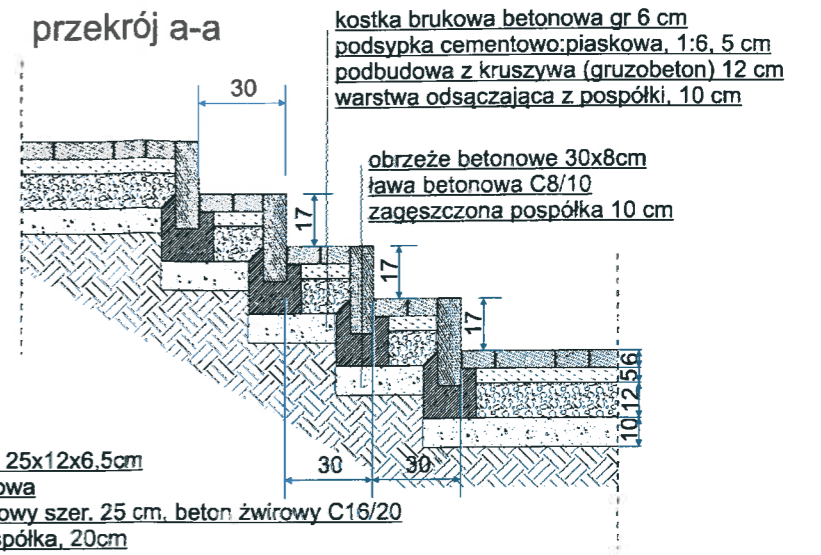 przekrój a-a
kostka brukowa betonowa gr 6 cm
podsypka cementowo:piaskowa, 1:6, 5 cm
podbudowa z kruszywa (gruzobeton) 12 cm
warstwa odsączająca z pospółki, 10 cm
30
obrzeże betonowe 30x8cm
ława betonowa C8/10
zagęszczona pospółka 10 cm
17
17
17
6
5
12
10
30
30
25x12x6,5cm
owa
owy szer. 25 cm, beton żwirowy C16/20
spółka, 20cm